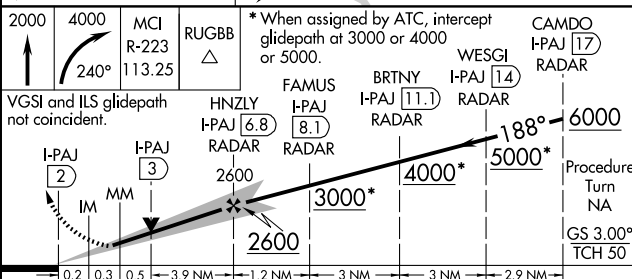 2000
4000
240°
MCI
R-223
113.25
RUGBB
* When assigned by ATC, intercept
glidepath at 3000 or 4000
or 5000.
CAMDO
I-PAJ 17
RADAR
WESGI
I-PAJ 14
RADAR
BRTNY
I-PAJ 11.1
RADAR
FAMUS
I-PAJ
8.1
RADAR
HNZLY
I-PAJ 6.8
RADAR
VGSI and ILS glidepath
not coincident.
I-PAJ
2
IM
MM
I-PAJ
3
2600
2600
3000*
4000*
5000*
188°
6000
Procedure
Turn
NA
GS 3.00°
TCH 50
0.2
0.3
0.5
3.9 NM
1.2 NM
3 NM
3 NM
2.9 NM